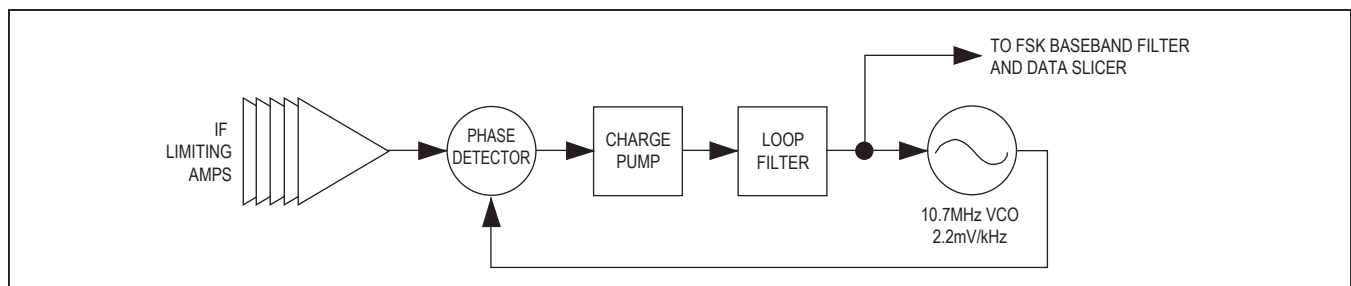 TO FSK BASEBAND FILTER
AND DATA SLICER
IF
LIMITING
AMPS
PHASE
DETECTOR
CHARGE
PUMP
LOOP
FILTER
10.7MHz VCO
2.2mV/kHz